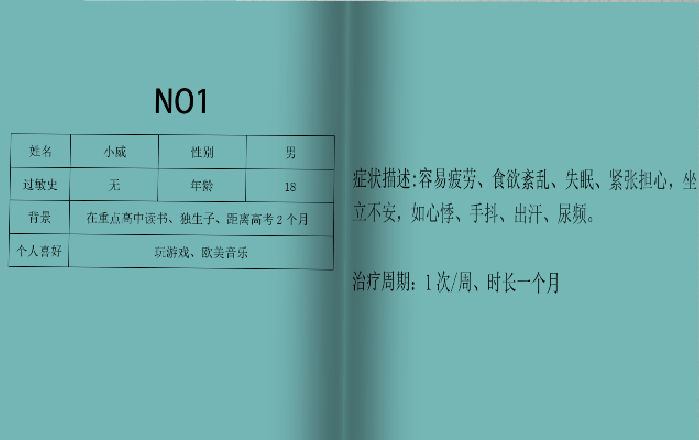 NO1
姓名 小威 性别 男
过敏史 无 年龄 18
背景 在重点高中读书、独生子、距离高考2个月
个人喜好 玩游戏、欧美音乐
症状描述:容易疲劳、食欲紊乱、失眠、紧张担心，坐
立不安，如心悸、手抖、出汗、尿频。
治疗周期：1次/周、时长一个月